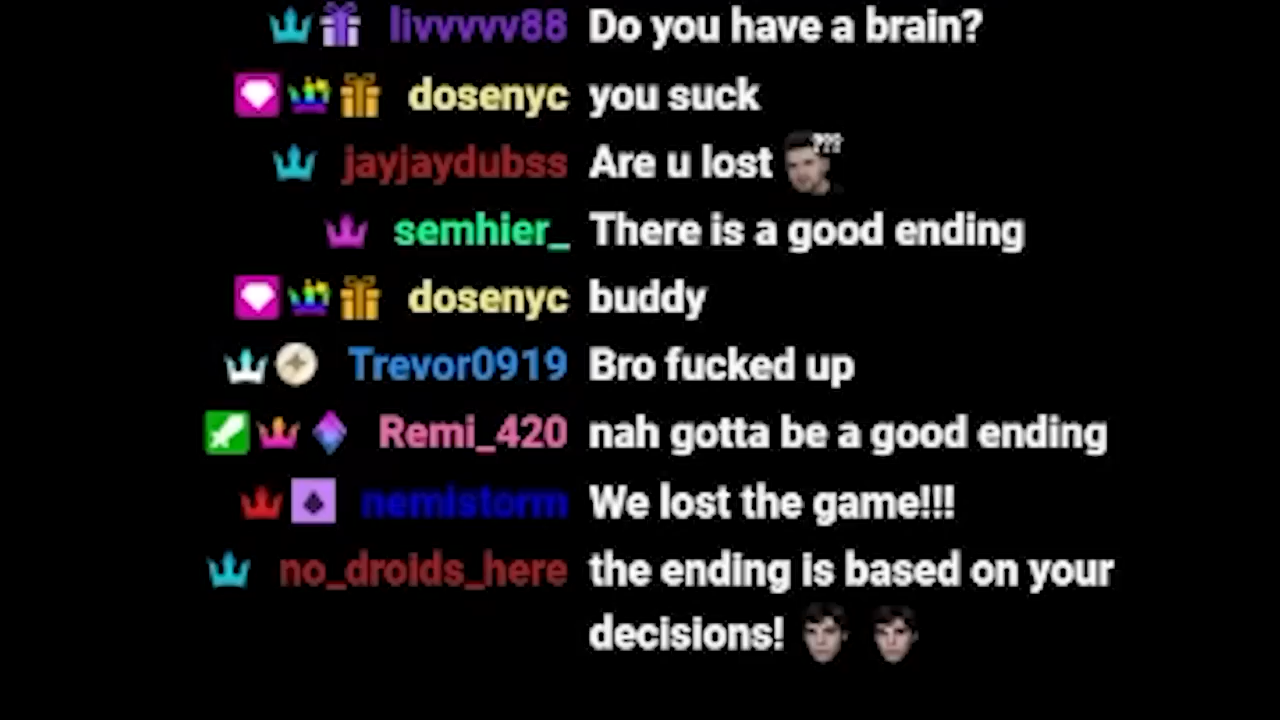 livvvvv88 Do you have a brain?
dosenyc you suck
jayjaydubss Are u lost ???
semhier_ There is a good ending
dosenyc buddy
Trevor0919 Bro fucked up
Remi_420 nah gotta be a good ending
nemistorm We lost the game!!!
no_droids_here the ending is based on your
decisions!